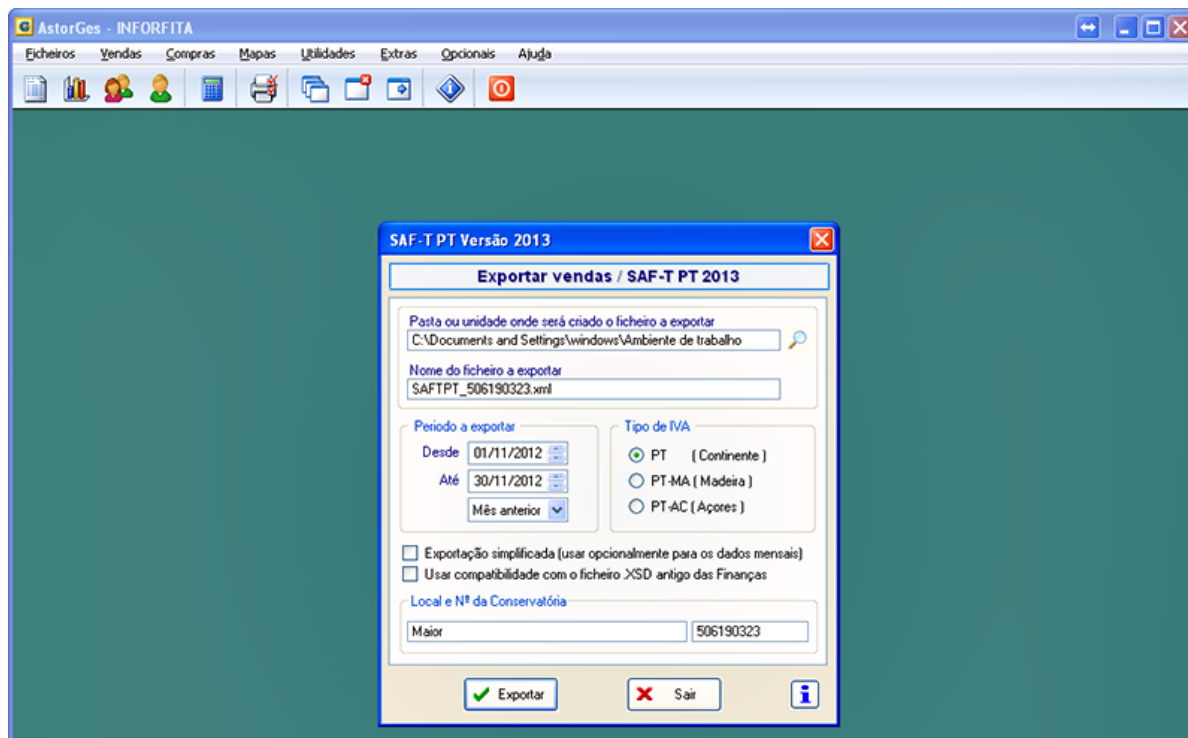 AstorGes - INFORFITA
Ficheiros Vendas Compras Mapas Utilidades Extras Opcionais Ajuda
SAF-T PT Versão 2013
Exportar vendas / SAF-T PT 2013
Pasta ou unidade onde será criado o ficheiro a exportar
C:\Documents and Settings\windows\Ambiente de trabalho
Nome do ficheiro a exportar
SAFTPT_506190323.xml
Periodo a exportar
Desde 01/11/2012
Até 30/11/2012
Mês anterior
Tipo de IVA
PT ( Continente )
PT-MA ( Madeira )
PT-AC ( Açores )
Exportação simplificada (usar opcionalmente para os dados mensais)
Usar compatibilidade com o ficheiro .XSD antigo das Finanças
Local e Nº da Conservatória
Maior 506190323
Exportar Sair